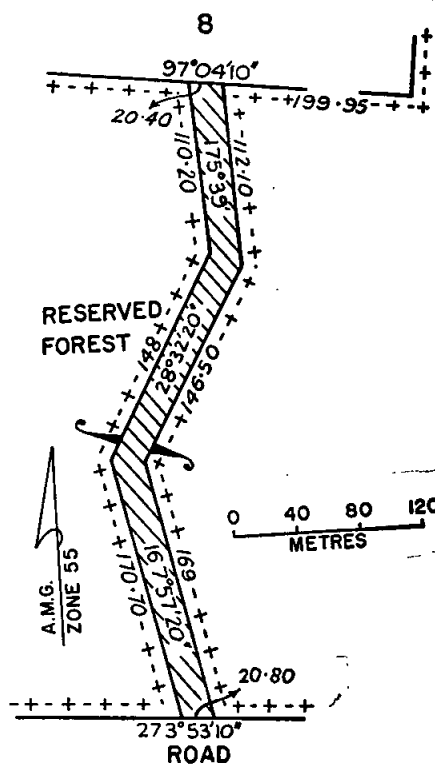 8
97°04'10"
20·40
199·95
110·20
175°39'
112·10
RESERVED
FOREST
148
28°32'20"
146·50
A.M.G.
ZONE 55
0 40 80 120
METRES
170·70
167°57'20"
169
20·80
273°53'10"
ROAD